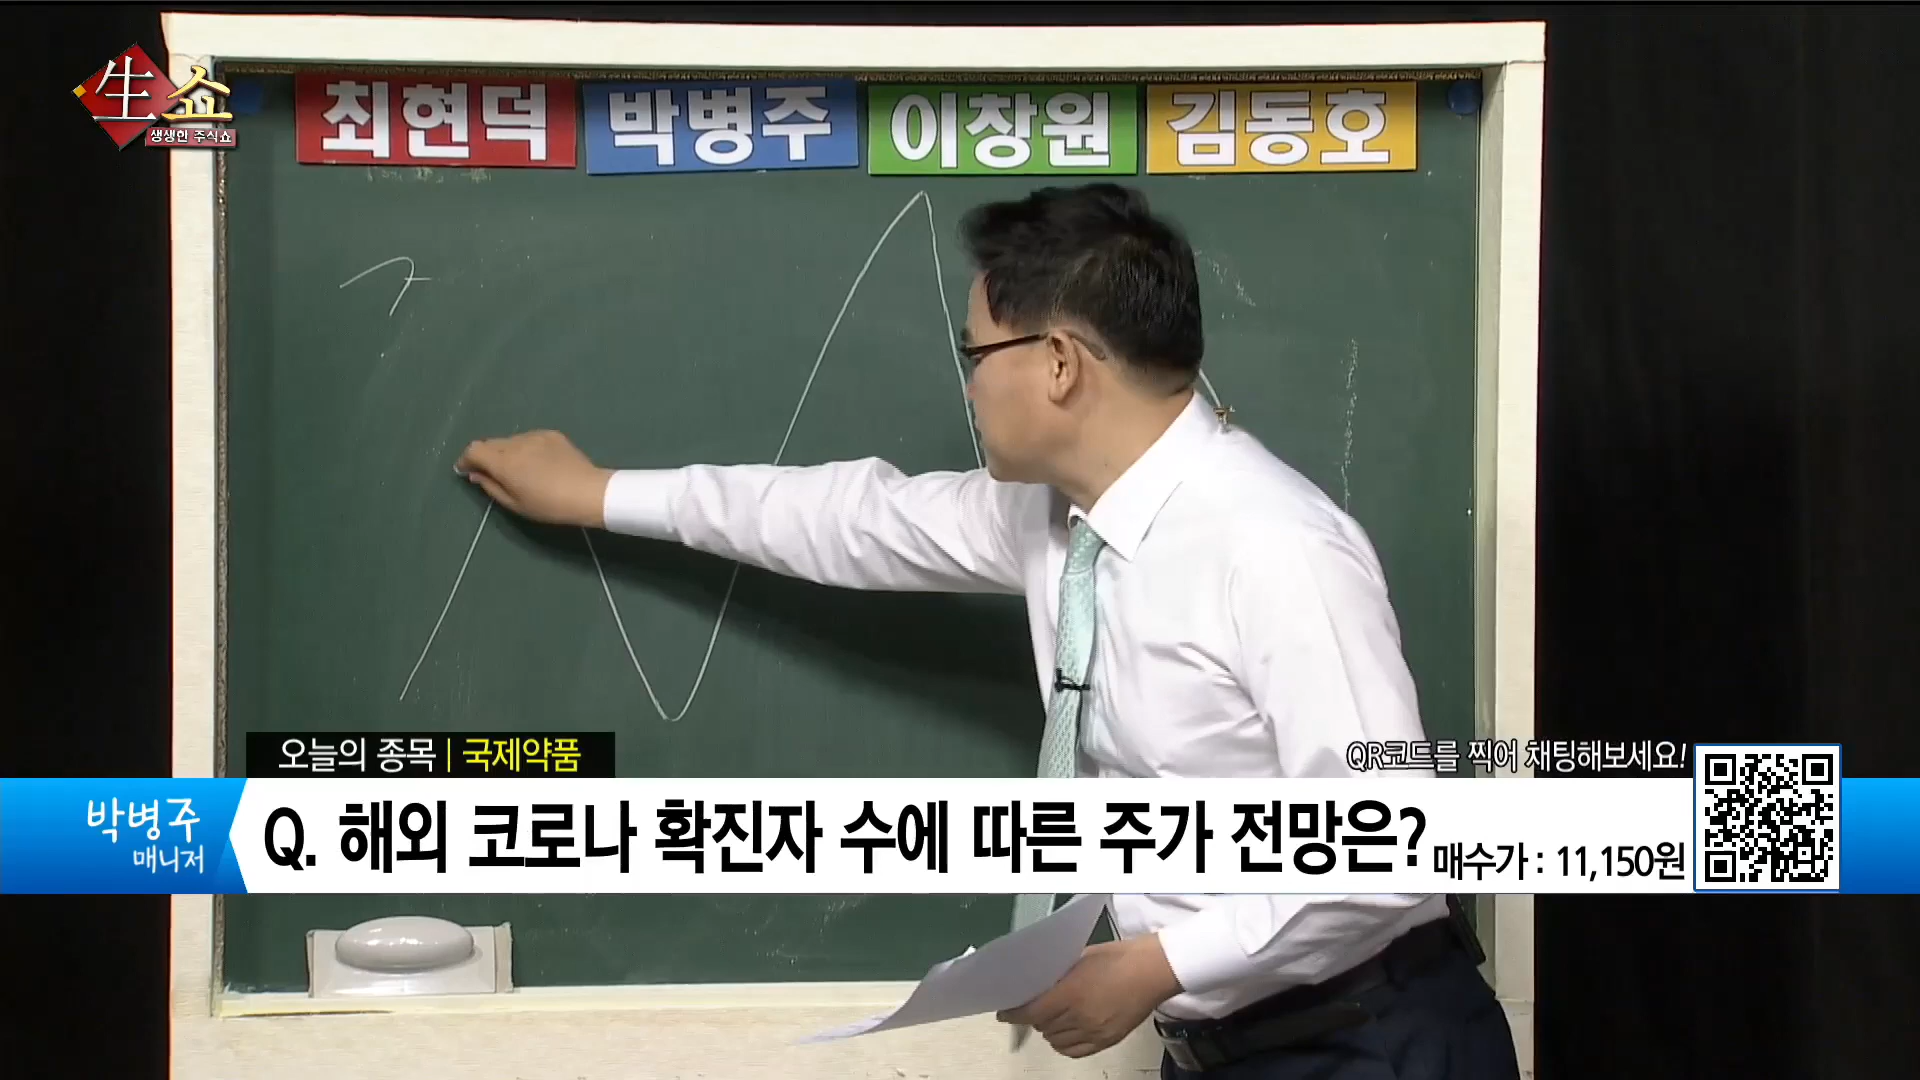 生쇼
생생한 주식쇼
최현덕 박병주 이창원 김동호
오늘의 종목 | 국제약품
QR코드를 찍어 채팅해보세요!
박병주
매니저
Q. 해외 코로나 확진자 수에 따른 주가 전망은?
매수가 : 11,150원